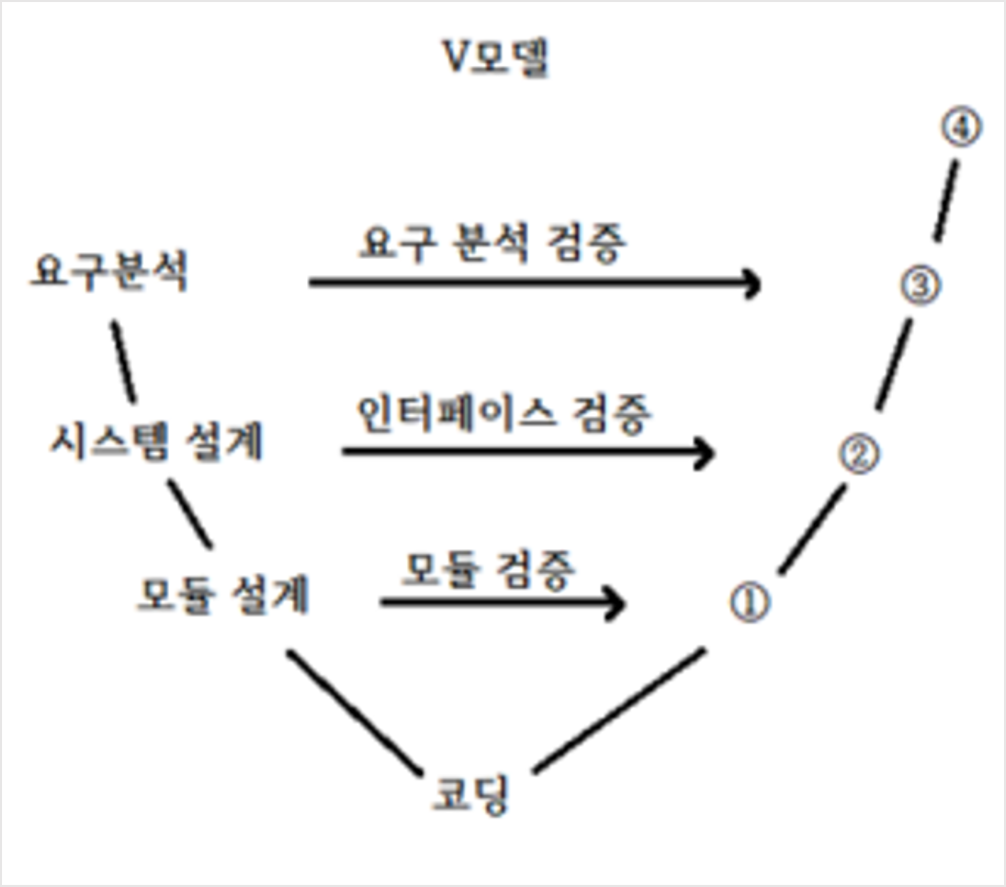 V모델
④
요구 분석 검증
요구분석
③
인터페이스 검증
시스템 설계
②
모듈 검증
모듈 설계
①
코딩